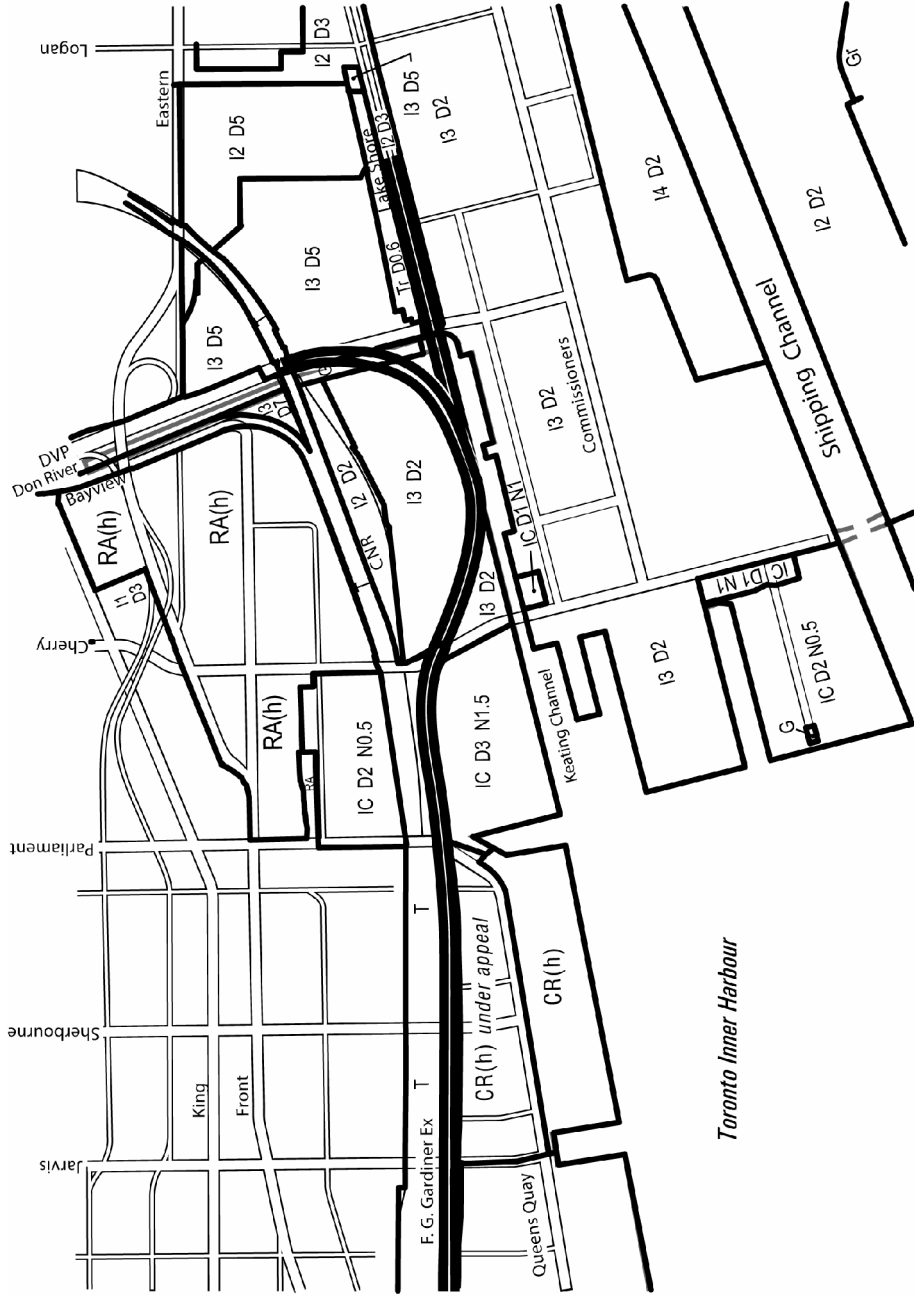 Jarvis
Sherbourne
Parliament
Cherry
Bayview
Don River
DVP
Eastern
Logan
King
Front
RA(h)
RA(h)
RA(h)
RA
I1
D3
I3
D7
I3 D5
I3 D5
I2 D5
I2
D3
I3 D5
I3 D2
Lake Shore
I2 D3
Tr D0.6
G
CNR
I2 D2
T
I3 D2
IC D2 N0.5
F. G. Gardiner Ex
T
T
IC D3 N1.5
I3 D2
IC D1 N1
I3 D2
Commissioners
I4 D2
Gr
I2 D2
Shipping Channel
Keating Channel
I3 D2
IC
D1 N1
IC D2 N0.5
G
Queens Quay
CR(h) under appeal
CR(h)
Toronto Inner Harbour